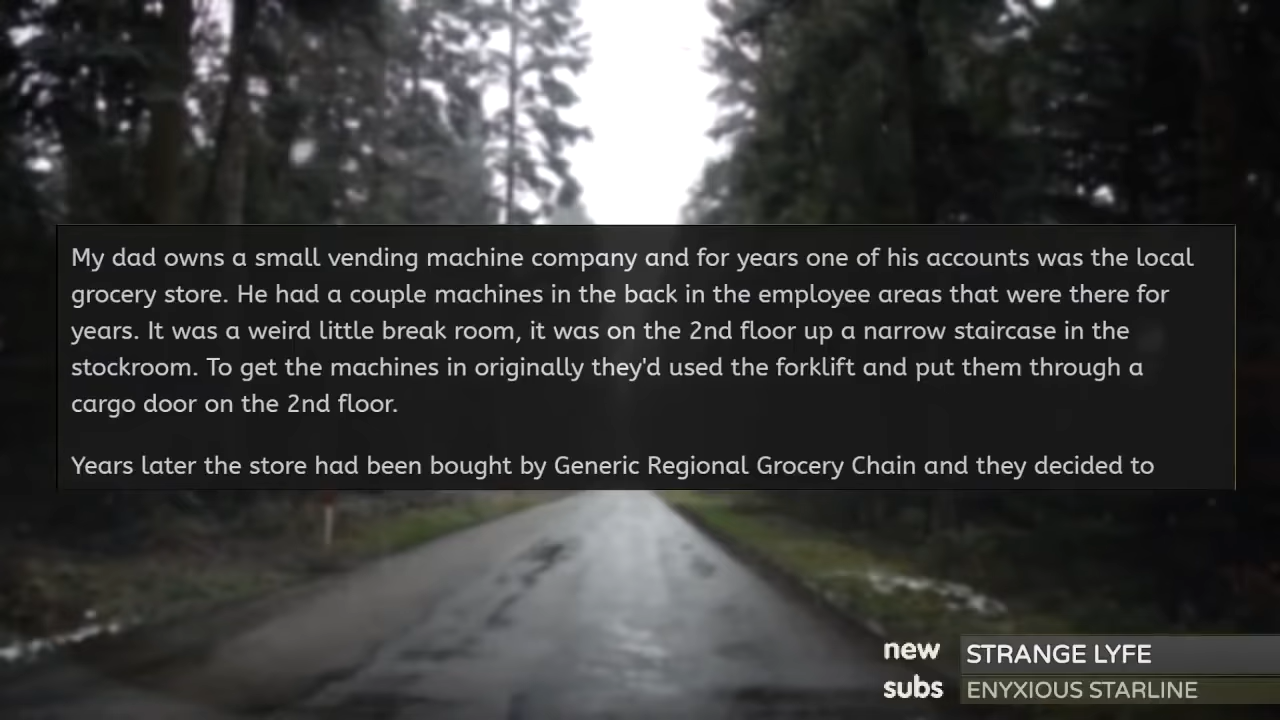 My dad owns a small vending machine company and for years one of his accounts was the local
grocery store. He had a couple machines in the back in the employee areas that were there for
years. It was a weird little break room, it was on the 2nd floor up a narrow staircase in the
stockroom. To get the machines in originally they'd used the forklift and put them through a
cargo door on the 2nd floor.
Years later the store had been bought by Generic Regional Grocery Chain and they decided to
new
STRANGE LYFE
subs
ENYXIOUS STARLINE